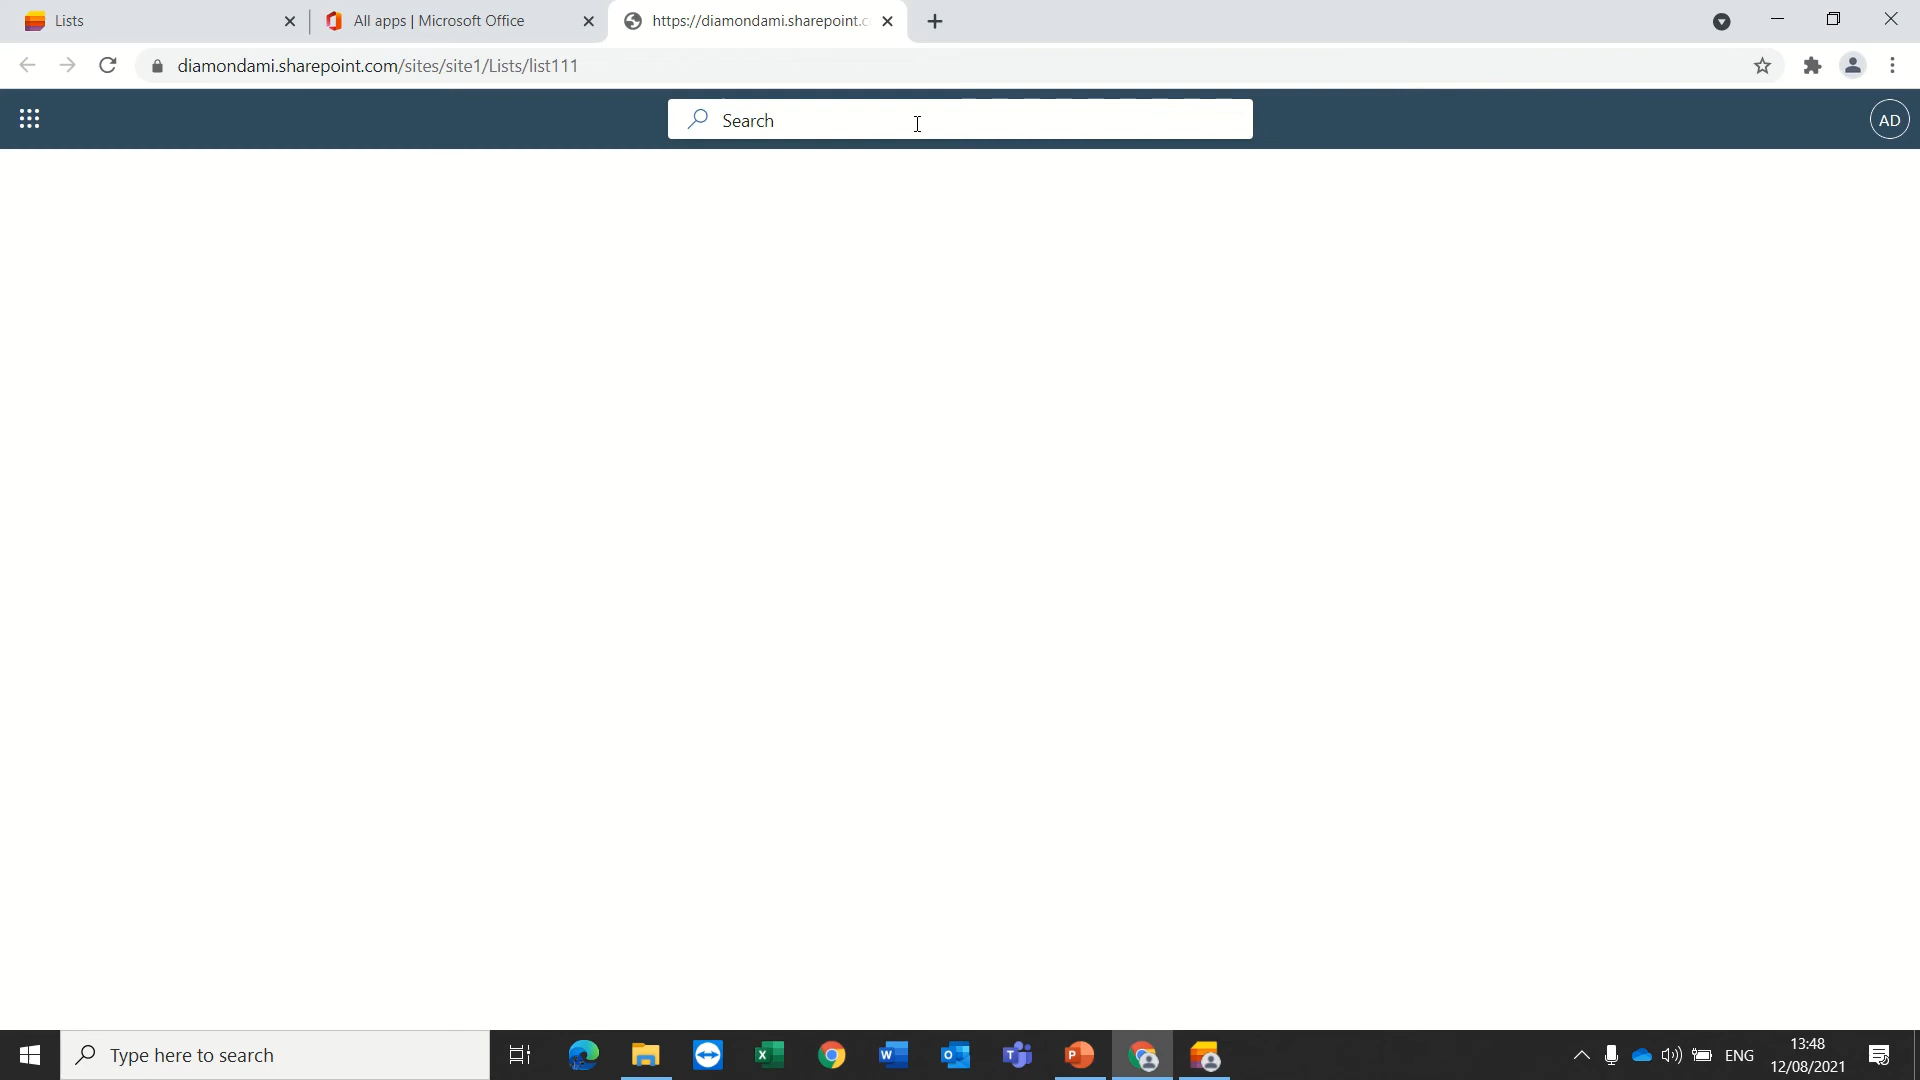 Lists
All apps | Microsoft Office
https://diamondami.sharepoint.c
diamondami.sharepoint.com/sites/site1/Lists/list111
Search
AD
Type here to search
ENG
13:48
12/08/2021